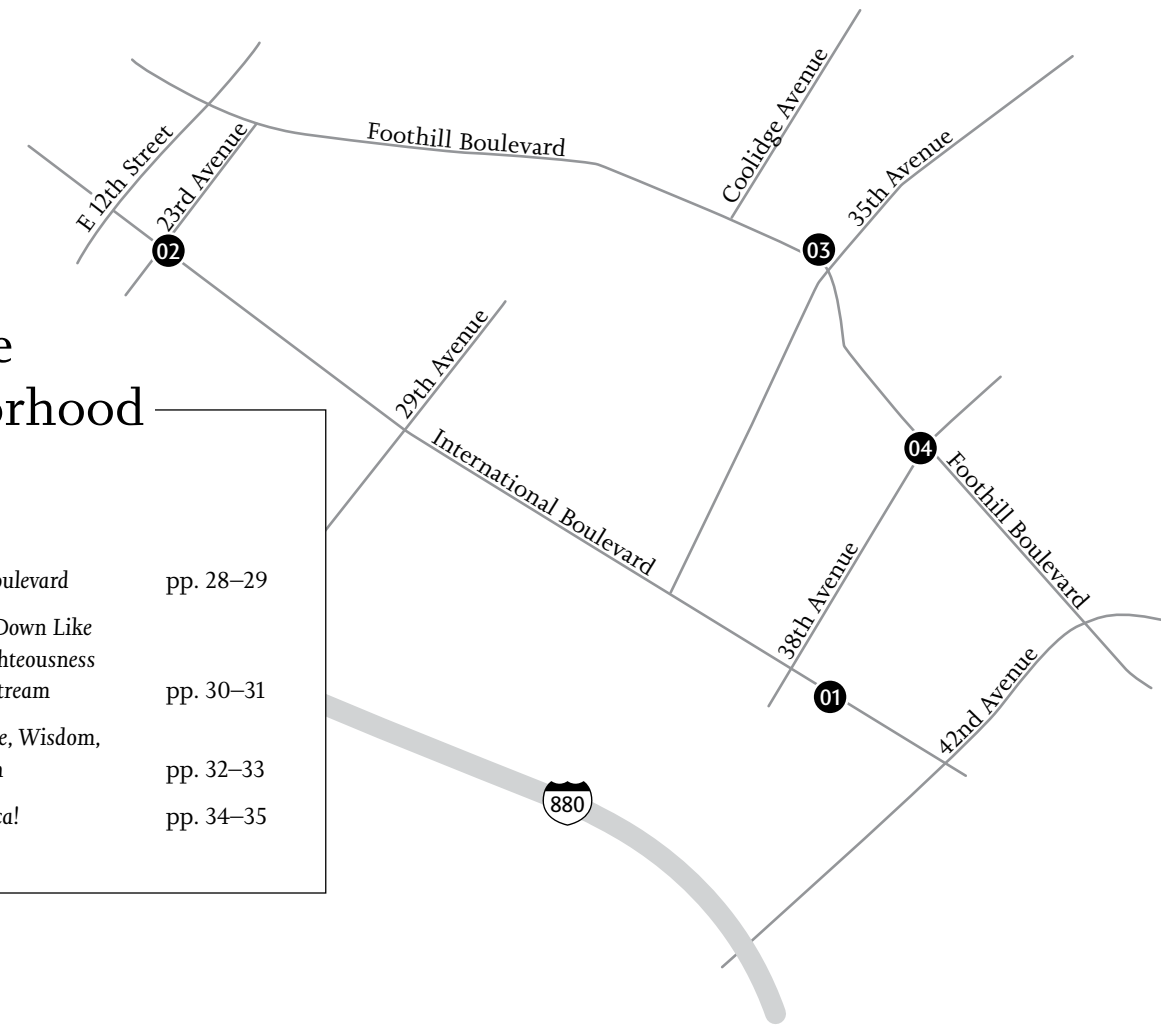 Coolidge Avenue
35th Avenue
Foothill Boulevard
E 12th Street
23rd Avenue
02
03
29th Avenue
International Boulevard
04
Foothill Boulevard
38th Avenue
01
42nd Avenue
880
e
orhood
oulevard pp. 28–29
Down Like
hteousness
tream pp. 30–31
e, Wisdom,
n pp. 32–33
ca! pp. 34–35